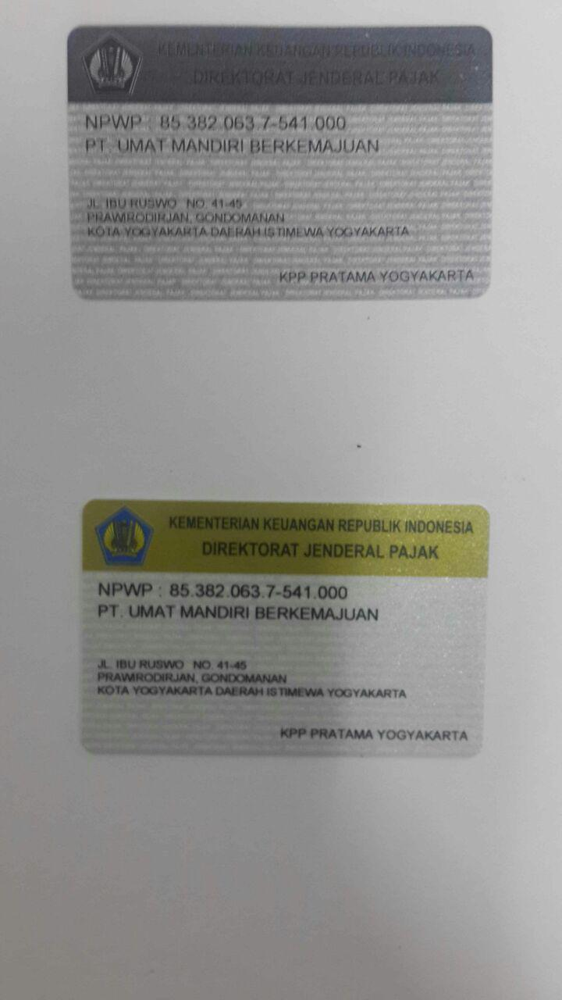 KEMENTERIAN KEUANGAN REPUBLIK INDONESIA
DIREKTORAT JENDERAL PAJAK
NPWP : 85.382.063.7-541.000
PT. UMAT MANDIRI BERKEMAJUAN
JL. IBU RUSWO NO. 41-45
PRAWIRODIRJAN, GONDOMANAN
KOTA YOGYAKARTA DAERAH ISTIMEWA YOGYAKARTA
KPP PRATAMA YOGYAKARTA
KEMENTERIAN KEUANGAN REPUBLIK INDONESIA
DIREKTORAT JENDERAL PAJAK
NPWP : 85.382.063.7-541.000
PT. UMAT MANDIRI BERKEMAJUAN
JL. IBU RUSWO NO. 41-45
PRAWIRODIRJAN, GONDOMANAN
KOTA YOGYAKARTA DAERAH ISTIMEWA YOGYAKARTA
KPP PRATAMA YOGYAKARTA